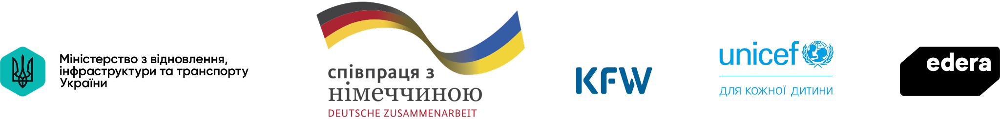 Міністерство з відновлення,
інфраструктури та транспорту
України
співпраця з
німеччиною
DEUTSCHE ZUSAMMENARBEIT
KFW
unicef
ДЛЯ КОЖНОЇ ДИТИНИ
edera